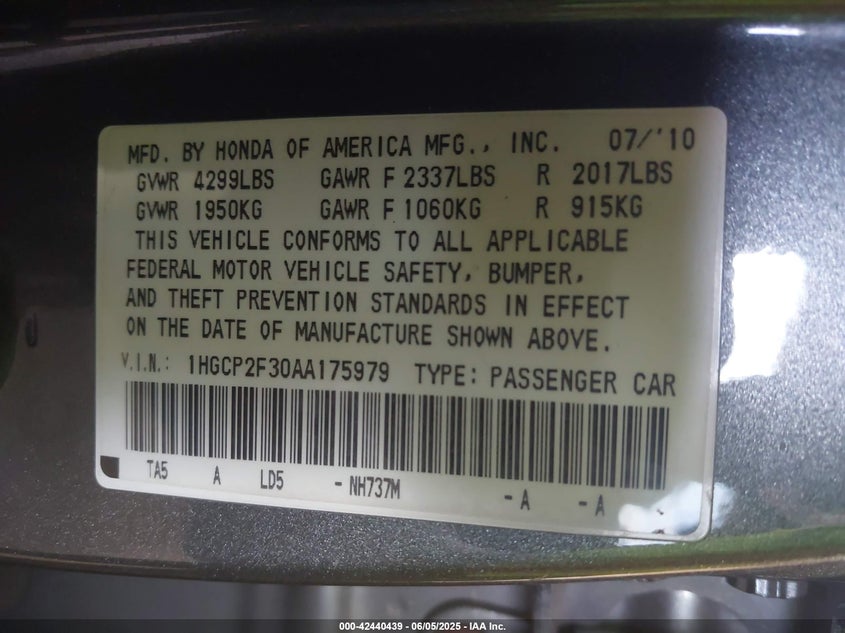 MFD. BY HONDA OF AMERICA MFG., INC. 07/'10
GVWR 4299LBS GAWR F 2337LBS R 2017LBS
GVWR 1950KG GAWR F 1060KG R 915KG
THIS VEHICLE CONFORMS TO ALL APPLICABLE
FEDERAL MOTOR VEHICLE SAFETY, BUMPER,
AND THEFT PREVENTION STANDARDS IN EFFECT
ON THE DATE OF MANUFACTURE SHOWN ABOVE.
V.I.N.: 1HGCP2F30AA175979 TYPE: PASSENGER CAR
TA5 A LD5 - NH737M - A - A
000-42440439 - 06/05/2025 - IAA Inc.